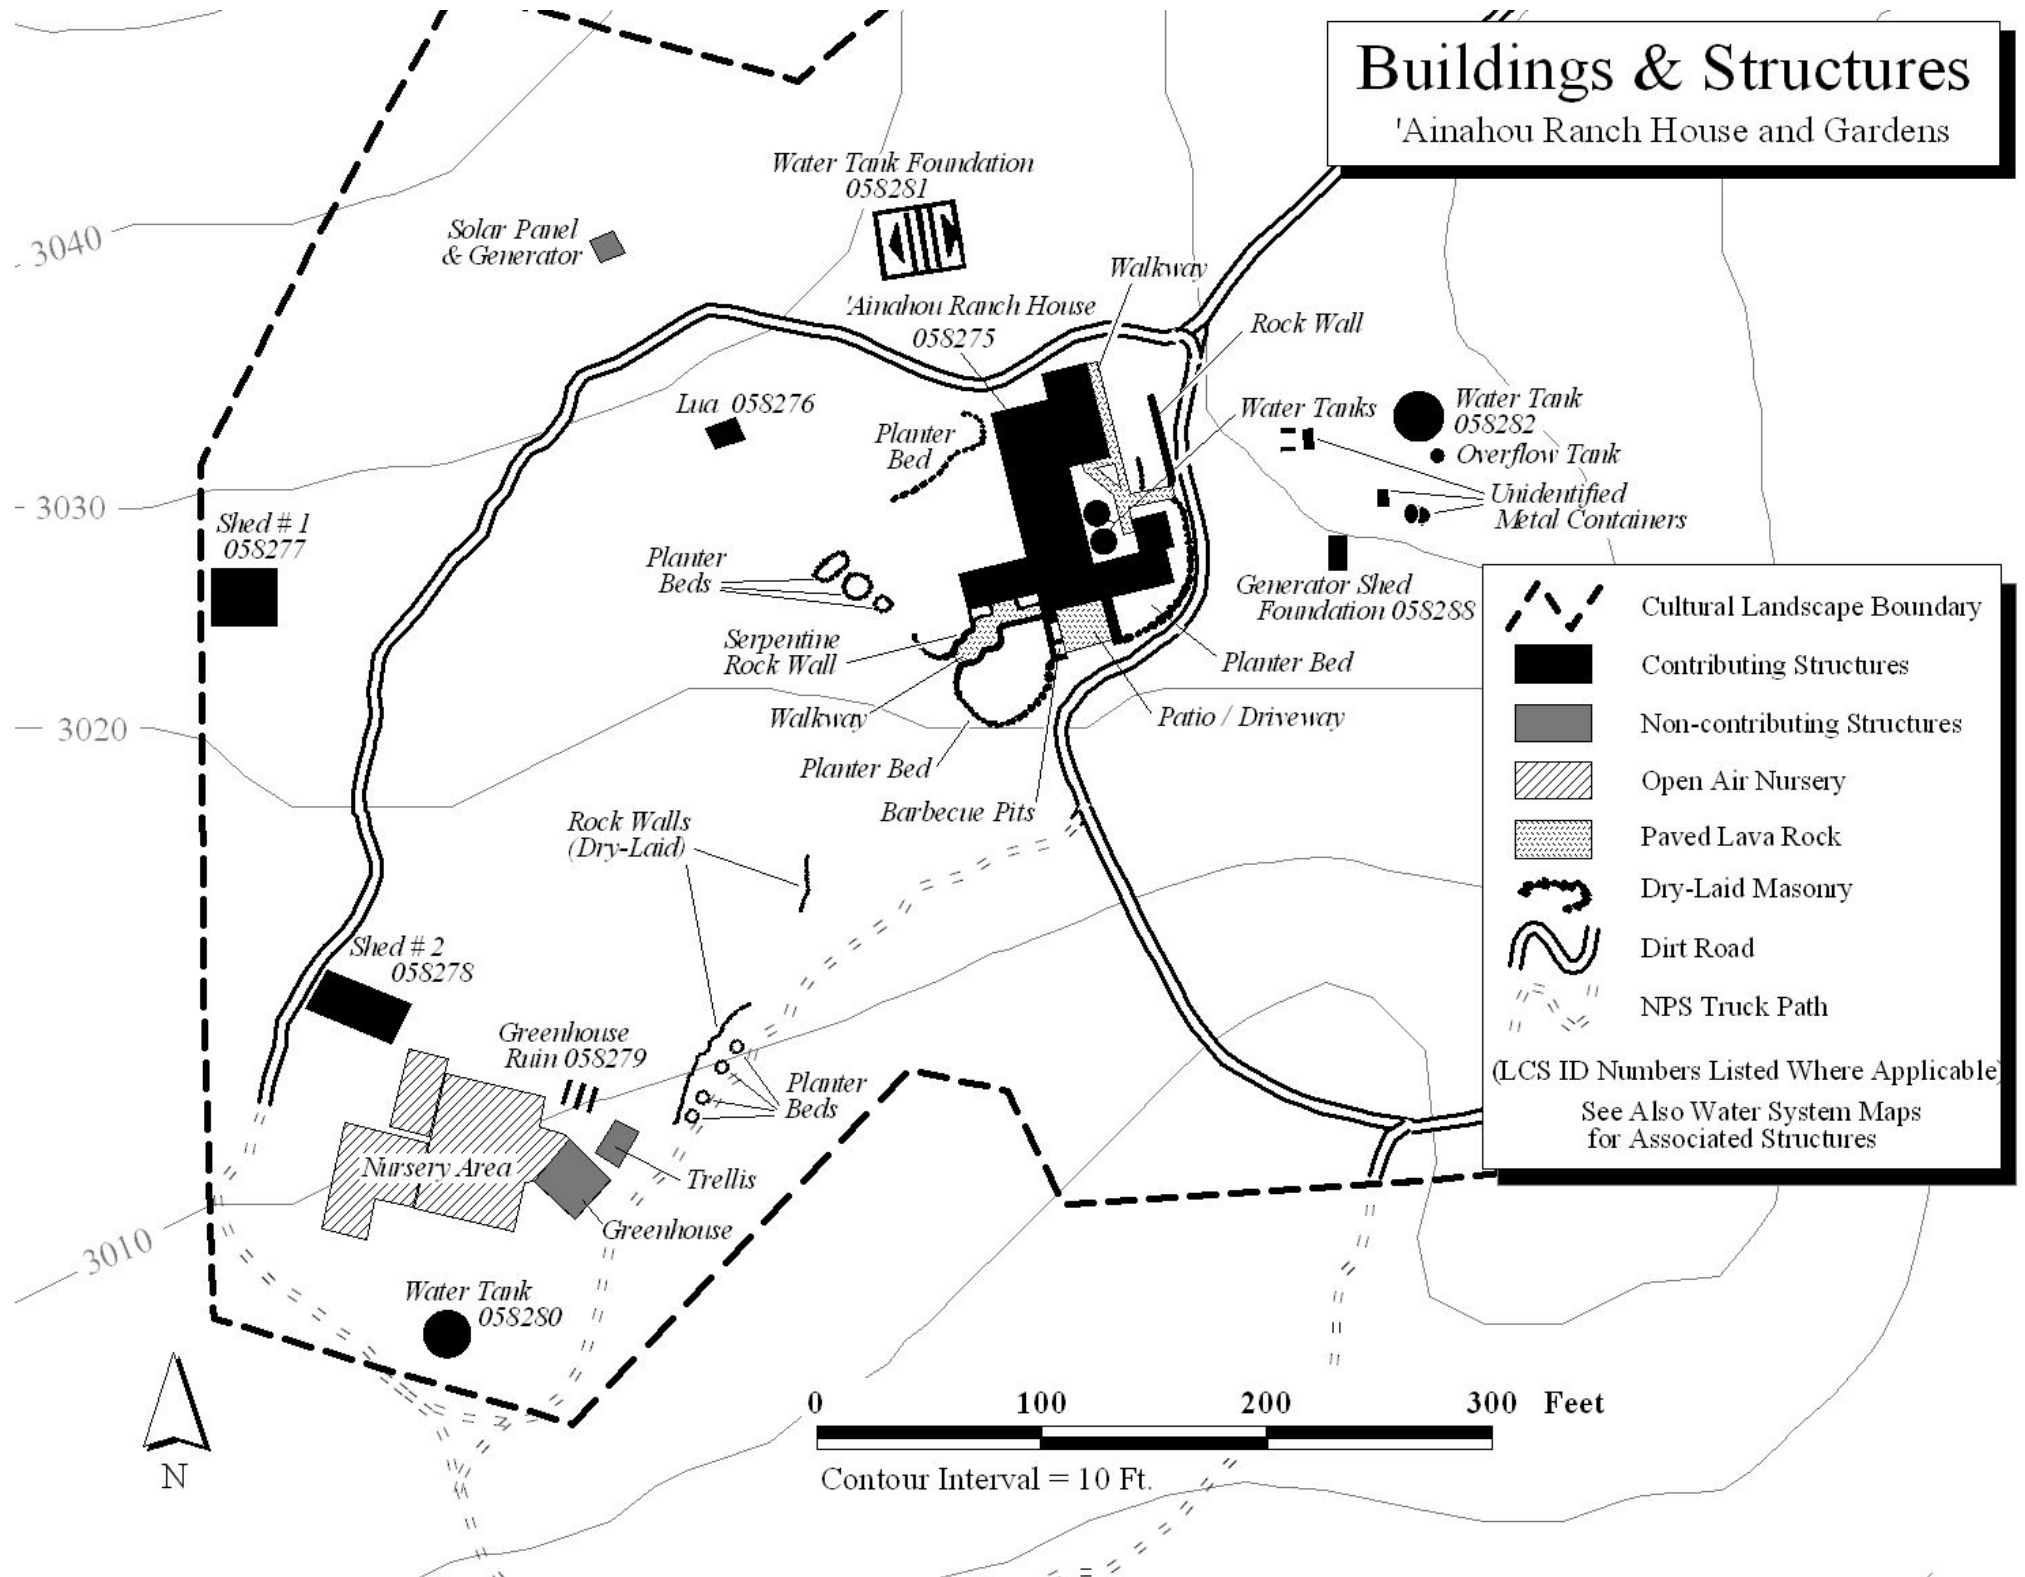 Buildings & Structures
'Ainahou Ranch House and Gardens
Water Tank Foundation
058281
Solar Panel
& Generator
3040
Walkway
'Ainahou Ranch House
058275
Rock Wall
Lua 058276
Planter
Bed
Water Tanks
Water Tank
058282
Overflow Tank
Unidentified
Metal Containers
3030
Shed # 1
058277
Planter
Beds
Generator Shed
Foundation 058288
Serpentine
Rock Wall
Planter Bed
Walkway
Patio / Driveway
3020
Planter Bed
Barbecue Pits
Rock Walls
(Dry-Laid)
Shed # 2
058278
Greenhouse
Ruin 058279
Planter
Beds
Nursery Area
Trellis
Greenhouse
3010
Water Tank
058280
N
Cultural Landscape Boundary
Contributing Structures
Non-contributing Structures
Open Air Nursery
Paved Lava Rock
Dry-Laid Masonry
Dirt Road
NPS Truck Path
(LCS ID Numbers Listed Where Applicable)
See Also Water System Maps
for Associated Structures
0 100 200 300 Feet
Contour Interval = 10 Ft.